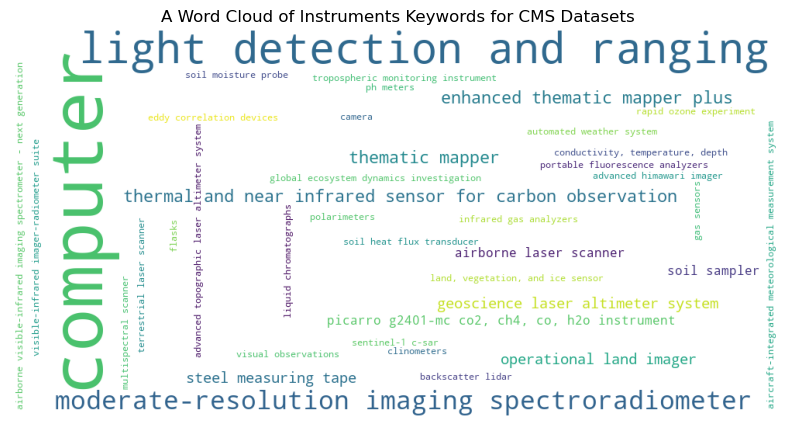 A Word Cloud of Instruments Keywords for CMS Datasets
light detection and ranging
computer
soil moisture probe
tropospheric monitoring instrument
ph meters
enhanced thematic mapper plus
eddy correlation devices
camera
rapid ozone experiment
automated weather system
thematic mapper
conductivity, temperature, depth
portable fluorescence analyzers
advanced himawari imager
global ecosystem dynamics investigation
thermal and near infrared sensor for carbon observation
airborne visible-infrared imaging spectrometer - next generation
visible-infrared imager-radiometer suite
advanced topographic laser altimeter system
gas sensors
aircraft-integrated meteorological measurement system
polarimeters
infrared gas analyzers
flasks
terrestrial laser scanner
liquid chromatographs
soil heat flux transducer
airborne laser scanner
soil sampler
multispectral scanner
land, vegetation, and ice sensor
geoscience laser altimeter system
picarro g2401-mc co2, ch4, co, h2o instrument
sentinel-1 c-sar
visual observations
clinometers
operational land imager
steel measuring tape
backscatter lidar
moderate-resolution imaging spectroradiometer